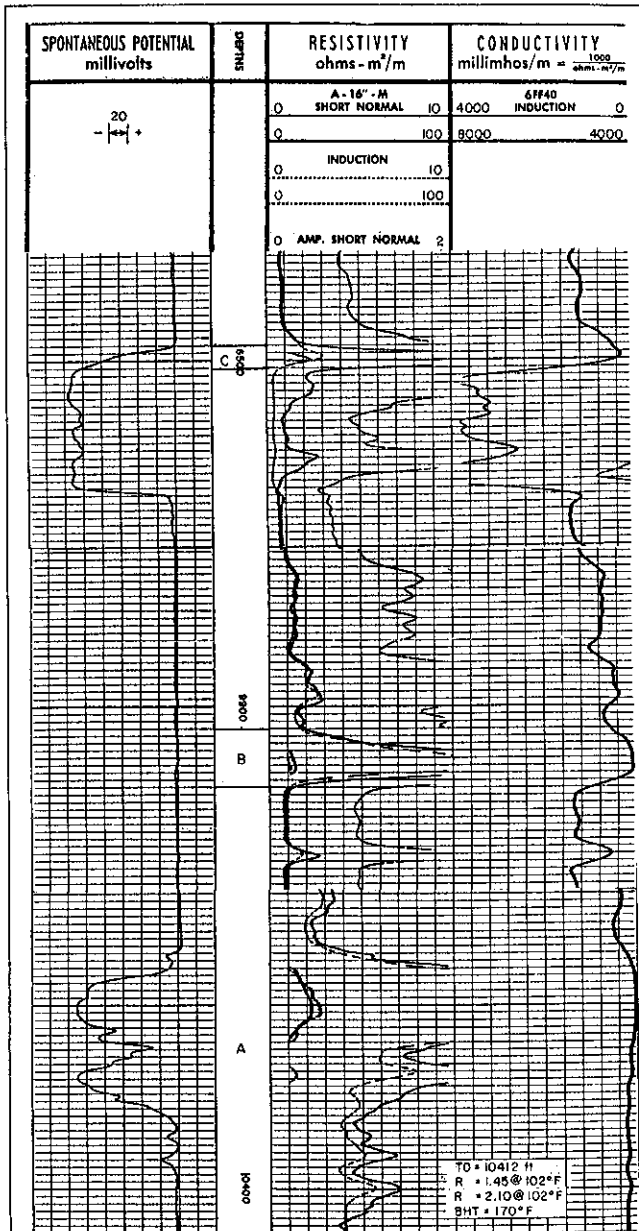 SPONTANEOUS POTENTIAL
millivolts
DEPTHS
RESISTIVITY
ohms-m²/m
CONDUCTIVITY
millimhos/m = 1000
ohms-m²/m
20
- +
A - 16" - M
0 SHORT NORMAL 10
0 100
INDUCTION
0 10
0 100
0 AMP. SHORT NORMAL 2
6FF40
4000 INDUCTION 0
8000 4000
6500
C
9900
B
A
10400
TD = 10412 ft
R = 1.45@ 102°F
R = 2.10@ 102°F
BHT = 170°F